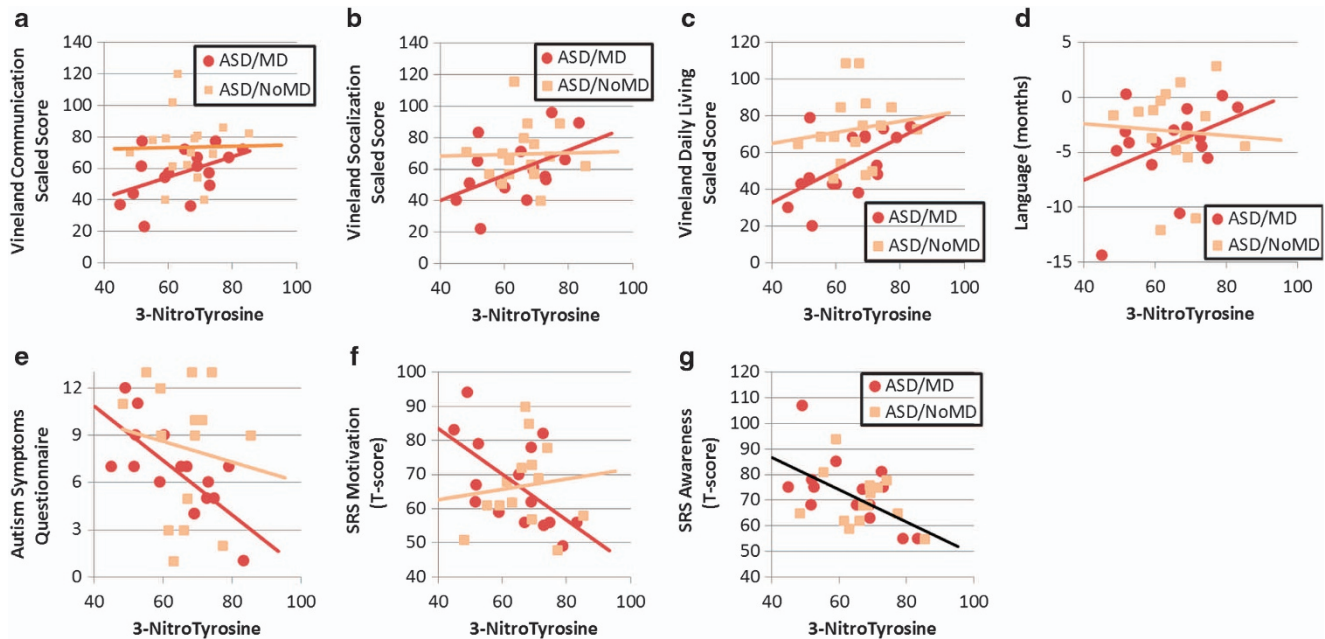 a
Vineland Communication
Scaled Score
140
120
100
80
60
40
20
0
40 60 80 100
3-NitroTyrosine
ASD/MD
ASD/NoMD
b
Vineland Socalization
Scaled Score
140
120
100
80
60
40
20
0
40 60 80 100
3-NitroTyrosine
ASD/MD
ASD/NoMD
c
Vineland Daily Living
Scaled Score
120
100
80
60
40
20
0
40 60 80 100
3-NitroTyrosine
ASD/MD
ASD/NoMD
d
Language (months)
5
0
-5
-10
-15
40 60 80 100
3-NitroTyrosine
ASD/MD
ASD/NoMD
e
Autism Symptoms
Questionnaire
12
9
6
3
0
40 60 80 100
3-NitroTyrosine
f
SRS Motivation
(T-score)
100
90
80
70
60
50
40
40 60 80 100
3-NitroTyrosine
g
SRS Awareness
(T-score)
120
110
100
90
80
70
60
50
40
40 60 80 100
3-NitroTyrosine
ASD/MD
ASD/NoMD